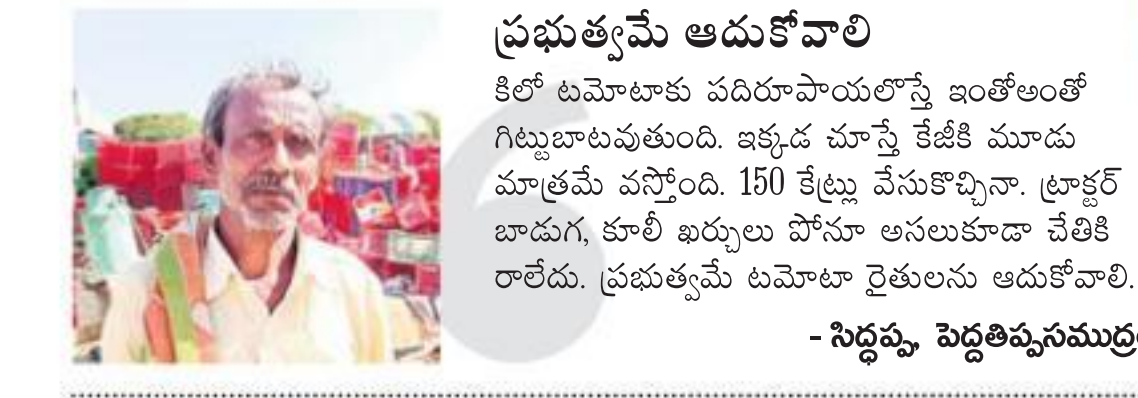 ప్రభుత్వమే ఆదుకోవాలి
కిలో టమోటాకు పదిరూపాయలొస్తే ఇంతోఅంతో
గిట్టుబాటవుతుంది. ఇక్కడ చూస్తే కేజీకి మూడు
మాత్రమే వస్తోంది. 150 కేట్లు వేసుకొచ్చినా. ట్రాక్టర్
బాడుగ, కూలీ ఖర్చులు పోనూ అసలుకూడా చేతికి
రాలేదు. ప్రభుత్వమే టమోటా రైతులను ఆదుకోవాలి.
- సిద్ధప్ప, పెద్దతిప్పసముద్రం